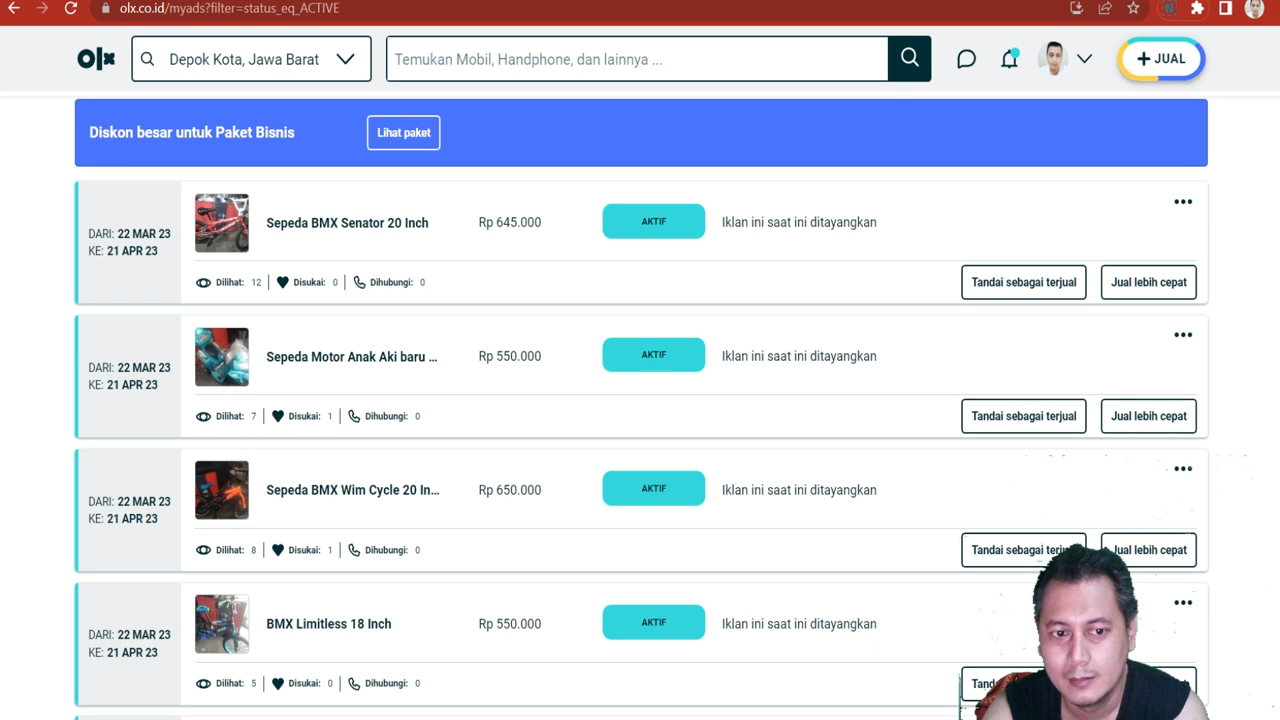 olx.co.id/myads?filter=status_eq_ACTIVE
olx
Depok Kota, Jawa Barat
Temukan Mobil, Handphone, dan lainnya ...
+ JUAL
Diskon besar untuk Paket Bisnis
Lihat paket
DARI: 22 MAR 23
KE: 21 APR 23
Sepeda BMX Senator 20 Inch
Rp 645.000
AKTIF
Iklan ini saat ini ditayangkan
Dilihat: 12
Disukai: 0
Dihubungi: 0
Tandai sebagai terjual
Jual lebih cepat
DARI: 22 MAR 23
KE: 21 APR 23
Sepeda Motor Anak Aki baru ...
Rp 550.000
AKTIF
Iklan ini saat ini ditayangkan
Dilihat: 7
Disukai: 1
Dihubungi: 0
Tandai sebagai terjual
Jual lebih cepat
DARI: 22 MAR 23
KE: 21 APR 23
Sepeda BMX Wim Cycle 20 In...
Rp 650.000
AKTIF
Iklan ini saat ini ditayangkan
Dilihat: 8
Disukai: 1
Dihubungi: 0
Tandai sebagai terju
Jual lebih cepat
DARI: 22 MAR 23
KE: 21 APR 23
BMX Limitless 18 Inch
Rp 550.000
AKTIF
Iklan ini saat ini ditayangkan
Dilihat: 5
Disukai: 0
Dihubungi: 0